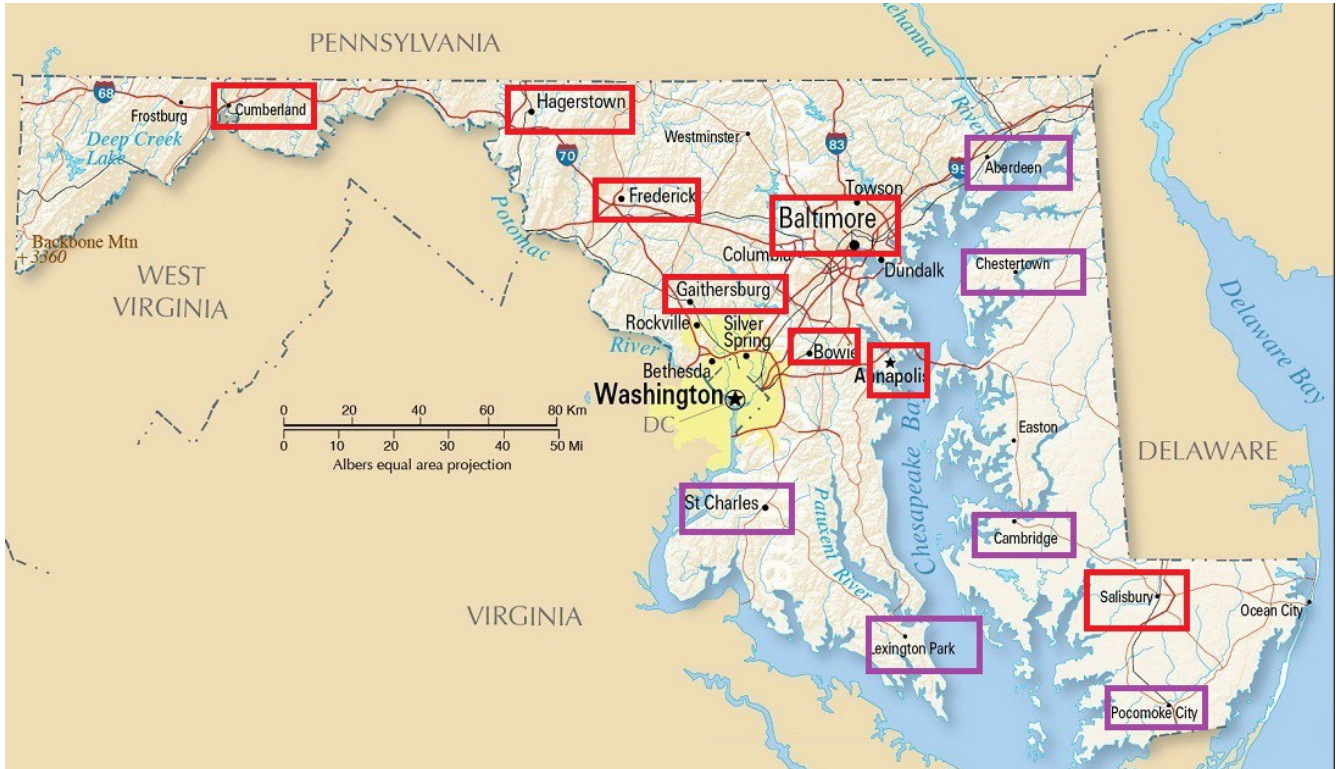 PENNSYLVANIA
68
Frostburg
Cumberland
Deep Creek
Lake
Hagerstown
70
Westminster
83
River
95
Aberdeen
Frederick
Towson
Baltimore
Potomac
Backbone Mtn
+ 3360
Columbia
Dundalk
Chestertown
WEST
VIRGINIA
Gaithersburg
Delaware Bay
Rockville
Silver
Spring
River
Bowie
Bethesda
Annapolis
Washington
DC
0 20 40 60 80 Km
0 10 20 30 40 50 Mi
Albers equal area projection
Chesapeake Bay
Easton
DELAWARE
St Charles
Patuxent
River
Cambridge
Salisbury
Ocean City
VIRGINIA
Lexington Park
Pocomoke City